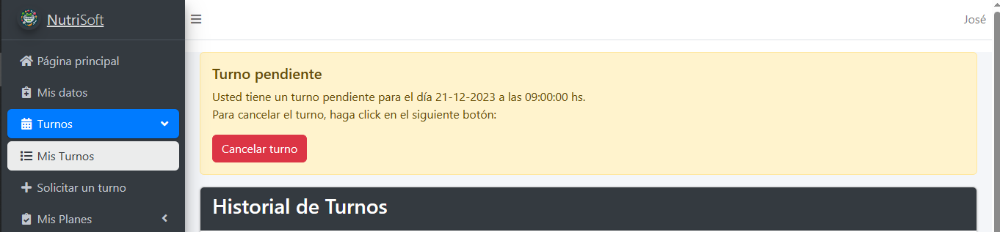 NutriSoft
José
Página principal
Mis datos
Turnos
Mis Turnos
Solicitar un turno
Mis Planes
Turno pendiente
Usted tiene un turno pendiente para el día 21-12-2023 a las 09:00:00 hs.
Para cancelar el turno, haga click en el siguiente botón:
Cancelar turno
Historial de Turnos